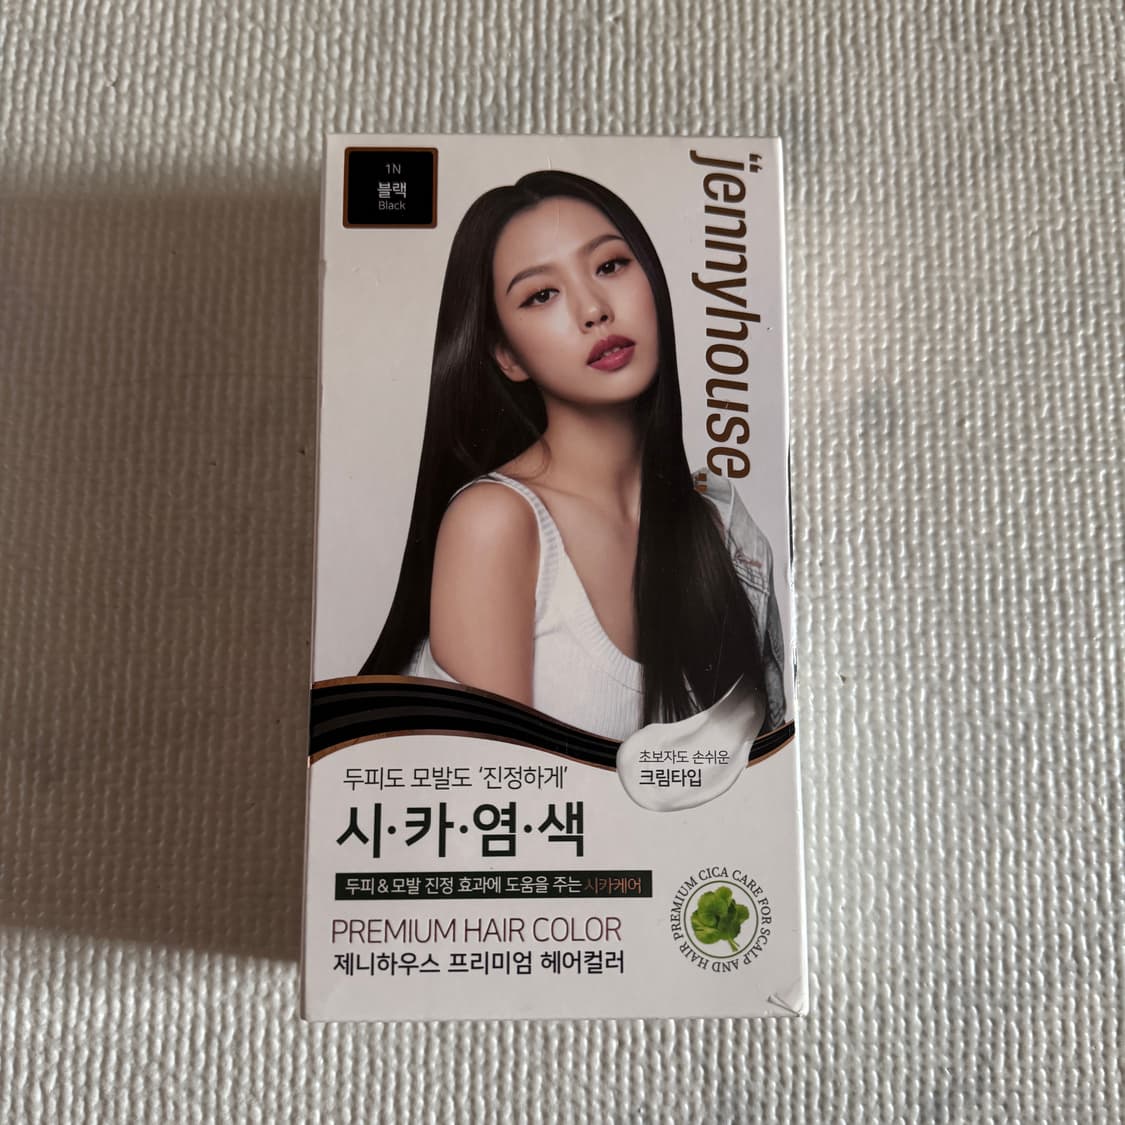 1N
블랙
Black
"jennyhouse"
초보자도 손쉬운
크림타입
두피도 모발도 '진정하게'
시·카·염·색
두피 & 모발 진정 효과에 도움을 주는 시카케어
PREMIUM HAIR COLOR
제니하우스 프리미엄 헤어컬러
PREMIUM CICA CARE FOR SCALP AND HAIR